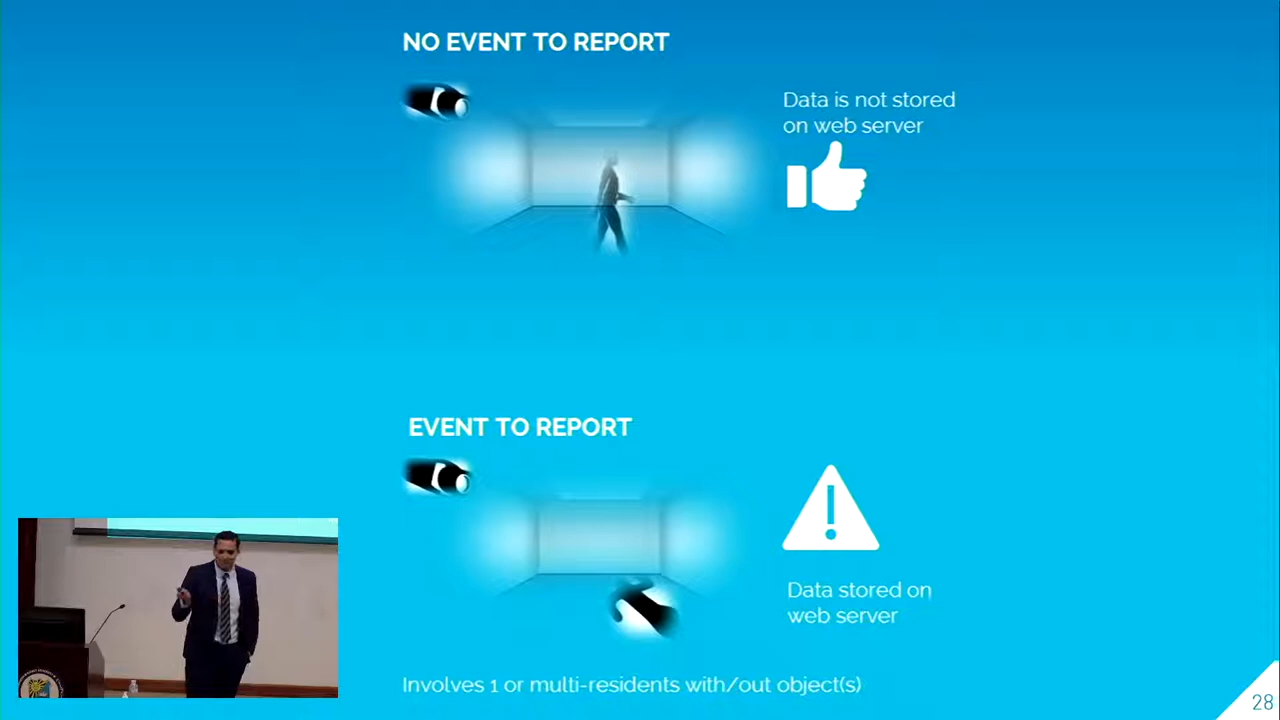 NO EVENT TO REPORT
Data is not stored
on web server
EVENT TO REPORT
Data stored on
web server
Involves 1 or multi-residents with/out object(s)
28